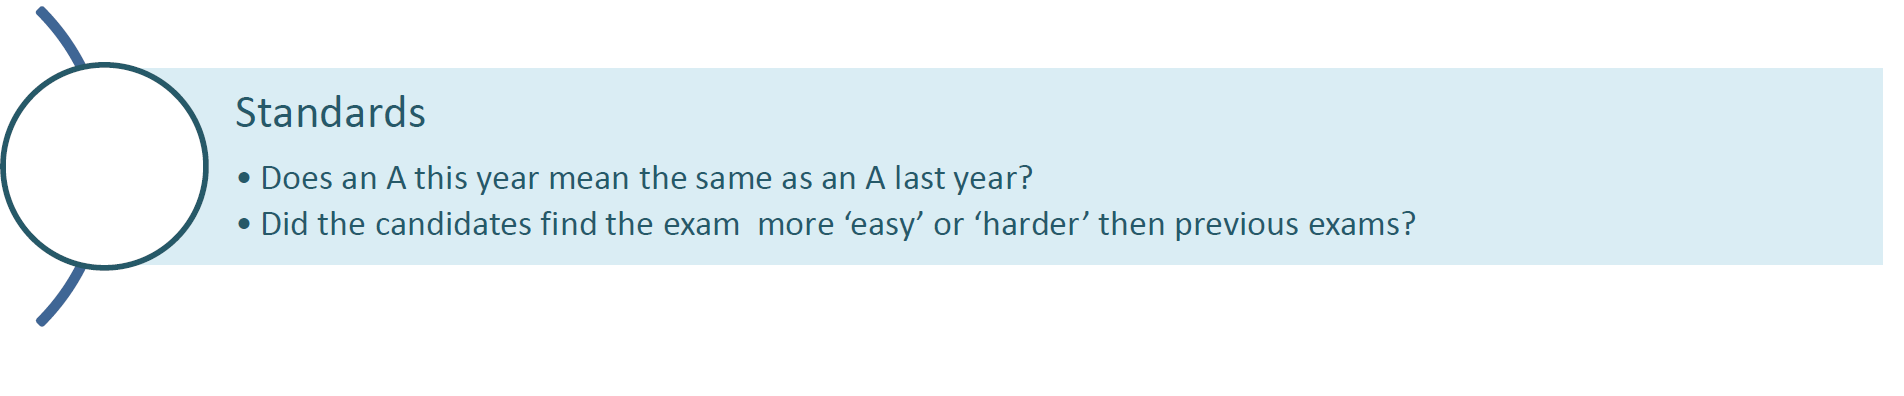 Standards
• Does an A this year mean the same as an A last year?
• Did the candidates find the exam  more ‘easy’ or ‘harder’ then previous exams?